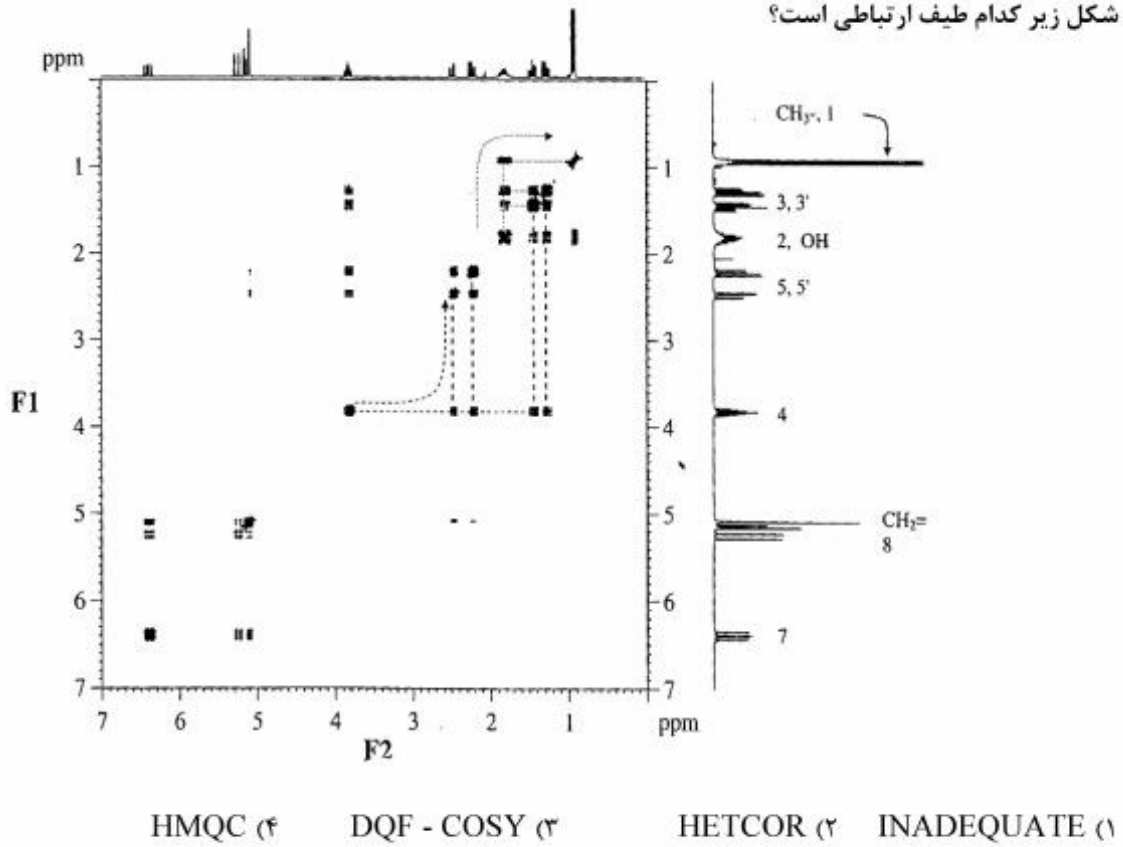 شکل زیر کدام طیف ارتباطی است؟
ppm
CH₃-, 1
1
1
3, 3'
2
2
2, OH
5, 5'
3
3
F1
4
4
4
5
5
CH₂=
8
6
6
7
7
7
7 6 5 4 3 2 1 ppm
F2
۱) INADEQUATE ۲) HETCOR ۳) DQF - COSY ۴) HMQC